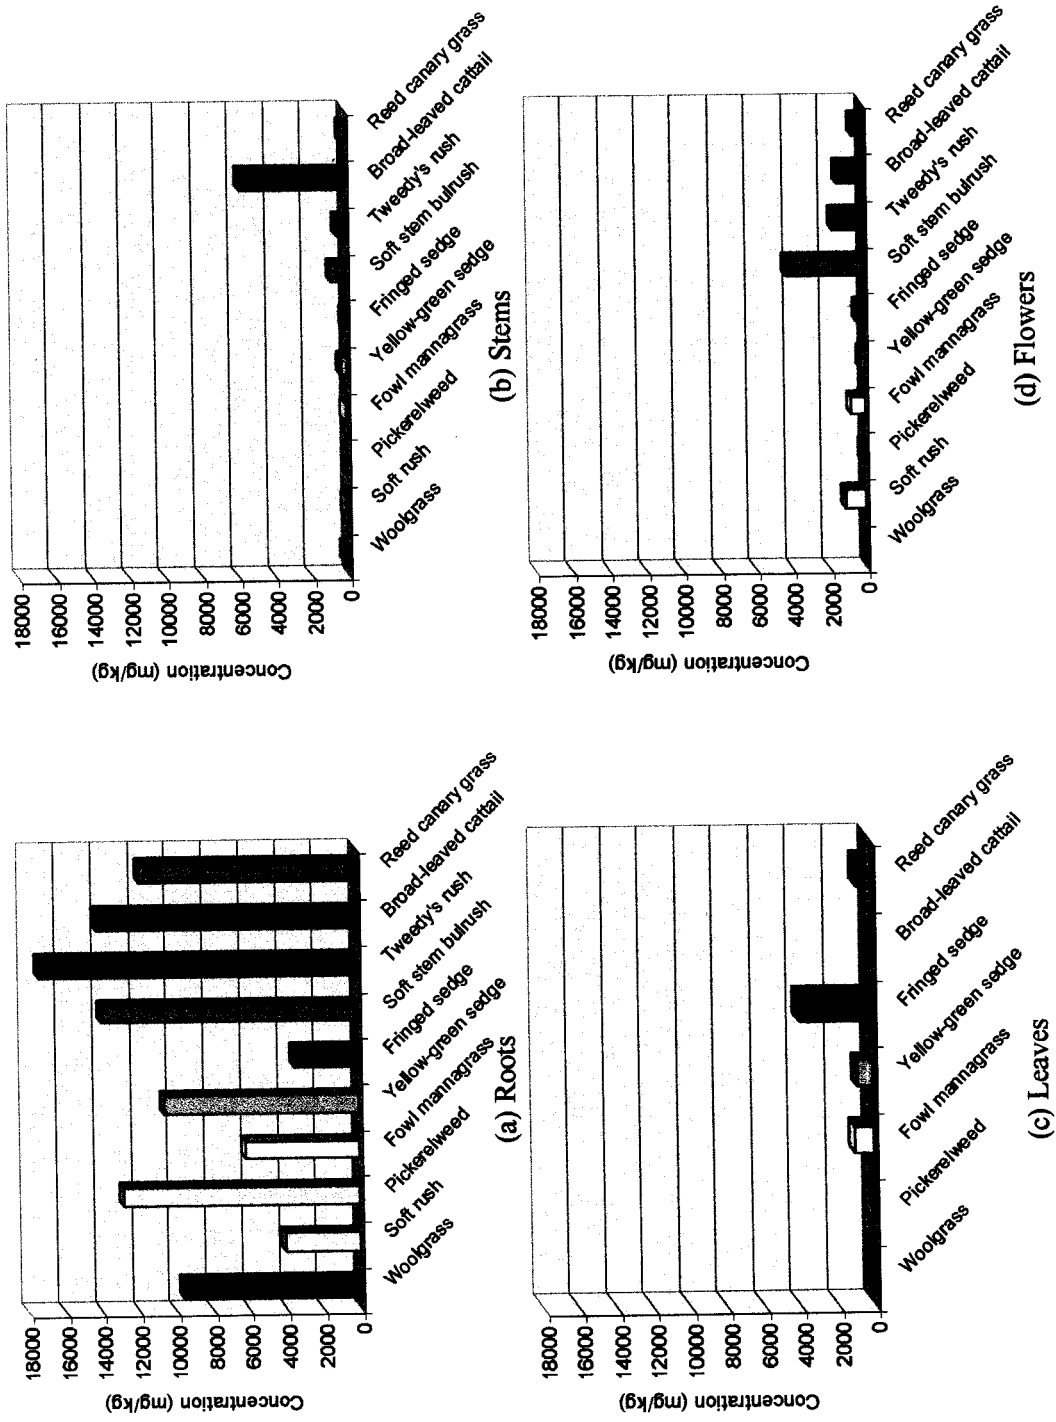 Concentration (mg/kg)
18000
16000
14000
12000
10000
8000
6000
4000
2000
0
Woolgrass
Soft rush
Pickerelweed
Fowl mannagrass
Yellow-green sedge
Fringed sedge
Soft stem bulrush
Tweedy's rush
Broad-leaved cattail
Reed canary grass
(a) Roots
Concentration (mg/kg)
18000
16000
14000
12000
10000
8000
6000
4000
2000
0
Woolgrass
Soft rush
Pickerelweed
Fowl mannagrass
Yellow-green sedge
Fringed sedge
Soft stem bulrush
Tweedy's rush
Broad-leaved cattail
Reed canary grass
(b) Stems
Concentration (mg/kg)
18000
16000
14000
12000
10000
8000
6000
4000
2000
0
Woolgrass
Pickerelweed
Fowl mannagrass
Yellow-green sedge
Fringed sedge
Broad-leaved cattail
Reed canary grass
(c) Leaves
Concentration (mg/kg)
18000
16000
14000
12000
10000
8000
6000
4000
2000
0
Woolgrass
Soft rush
Pickerelweed
Fowl mannagrass
Yellow-green sedge
Fringed sedge
Soft stem bulrush
Tweedy's rush
Broad-leaved cattail
Reed canary grass
(d) Flowers